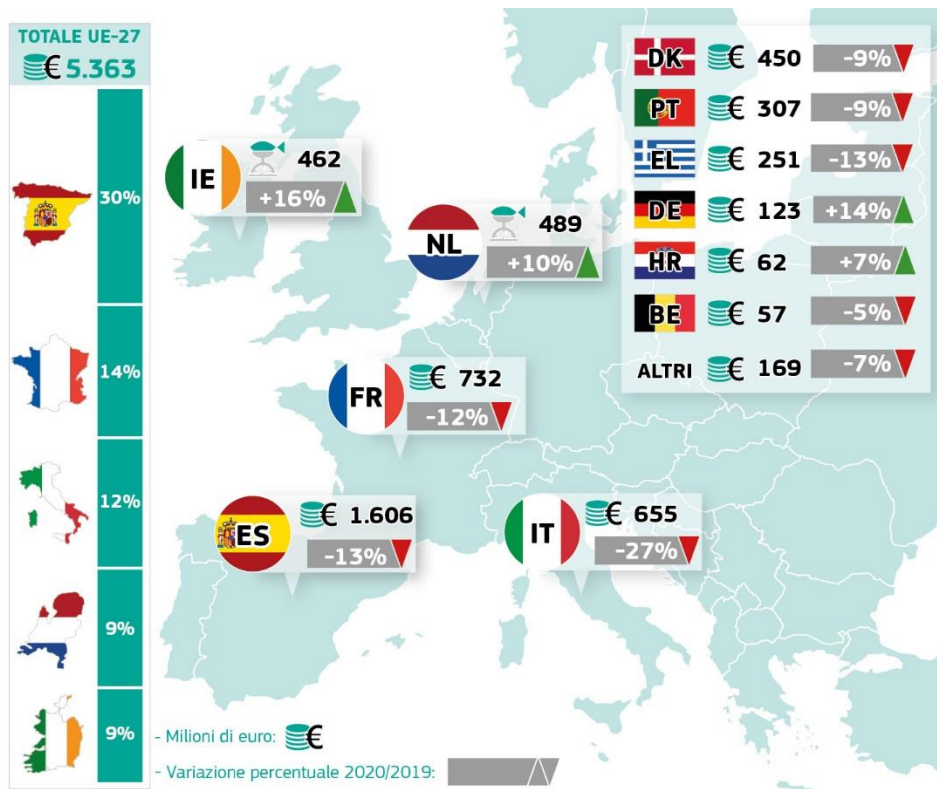 TOTALE UE-27
€ 5.363
30%
14%
12%
9%
9%
IE
462
+16%
NL
489
+10%
FR
€ 732
-12%
ES
€ 1.606
-13%
IT
€ 655
-27%
DK € 450 -9%
PT € 307 -9%
EL € 251 -13%
DE € 123 +14%
HR € 62 +7%
BE € 57 -5%
ALTRI € 169 -7%
- Milioni di euro: €
- Variazione percentuale 2020/2019: